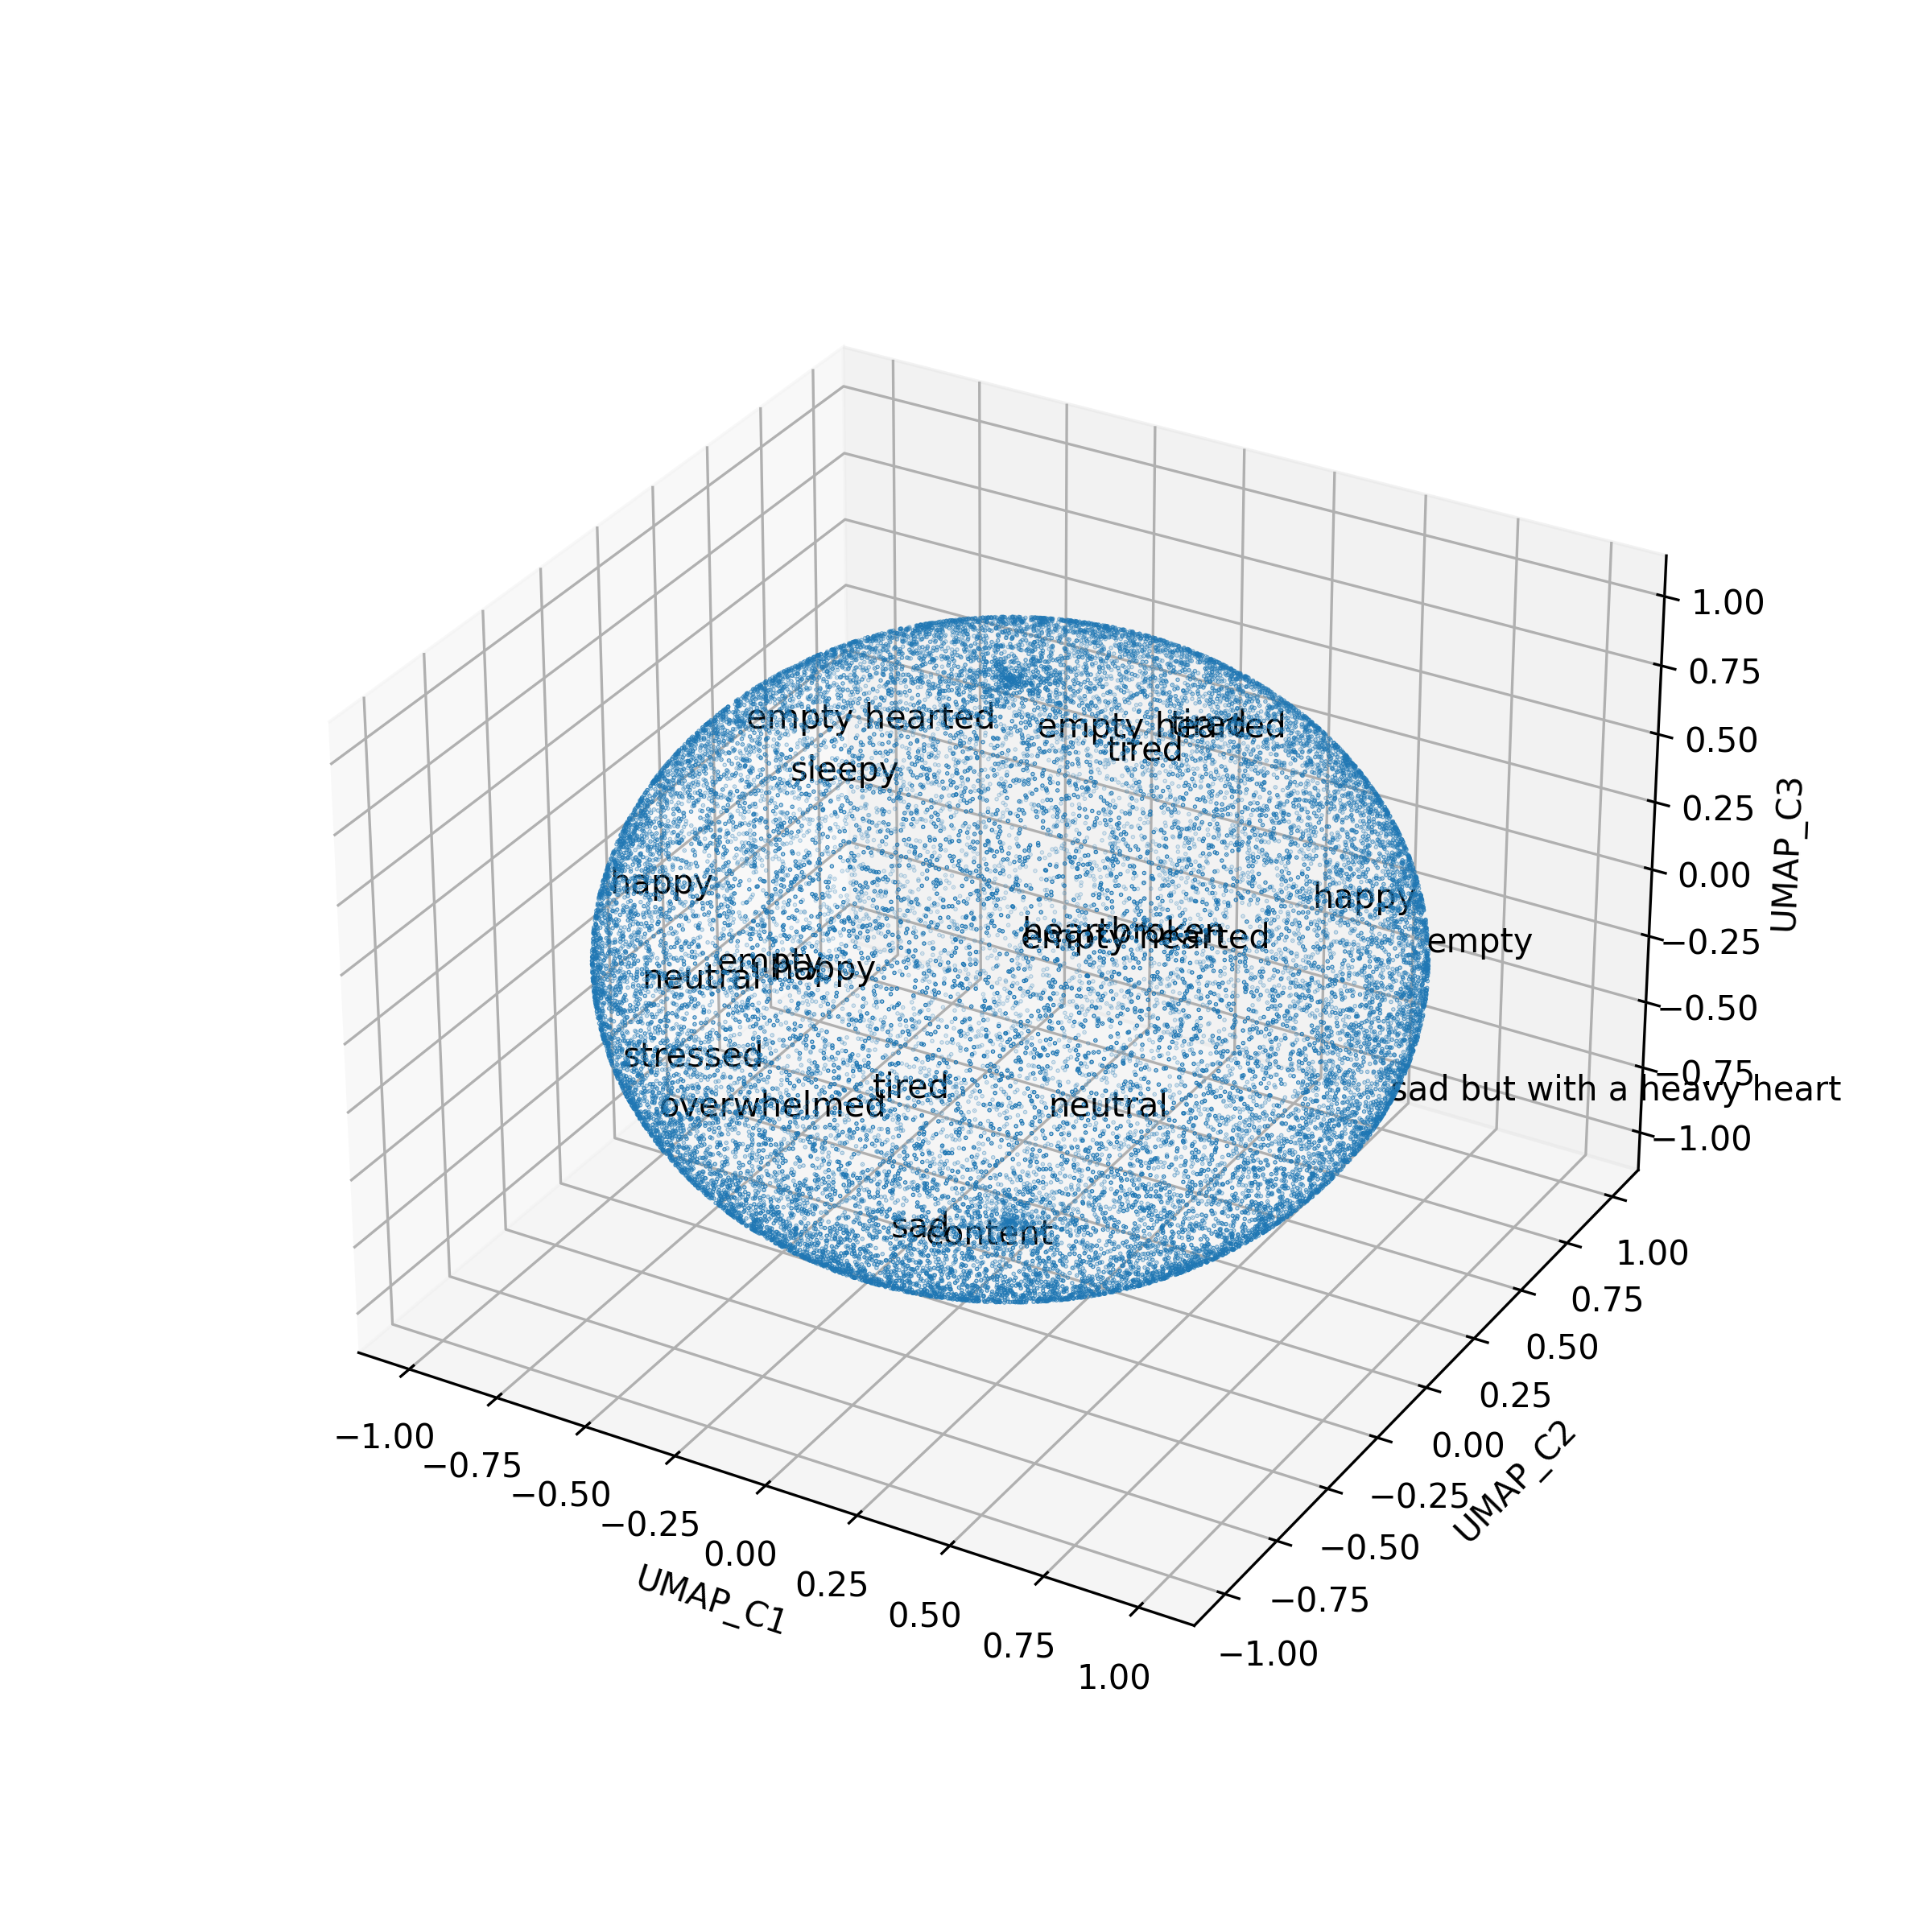 empty hearted
empty hearted
tired
tired
sleepy
happy
happy
heartbroken
empty hearted
empty
empty
happy
neutral
stressed
tired
overwhelmed
neutral
sad but with a heavy heart
sad
content
1.00
0.75
0.50
0.25
0.00
−0.25
−0.50
−0.75
−1.00
UMAP_C3
1.00
0.75
0.50
0.25
0.00
−0.25
−0.50
−0.75
−1.00
UMAP_C2
−1.00
−0.75
−0.50
−0.25
0.00
0.25
0.50
0.75
1.00
UMAP_C1